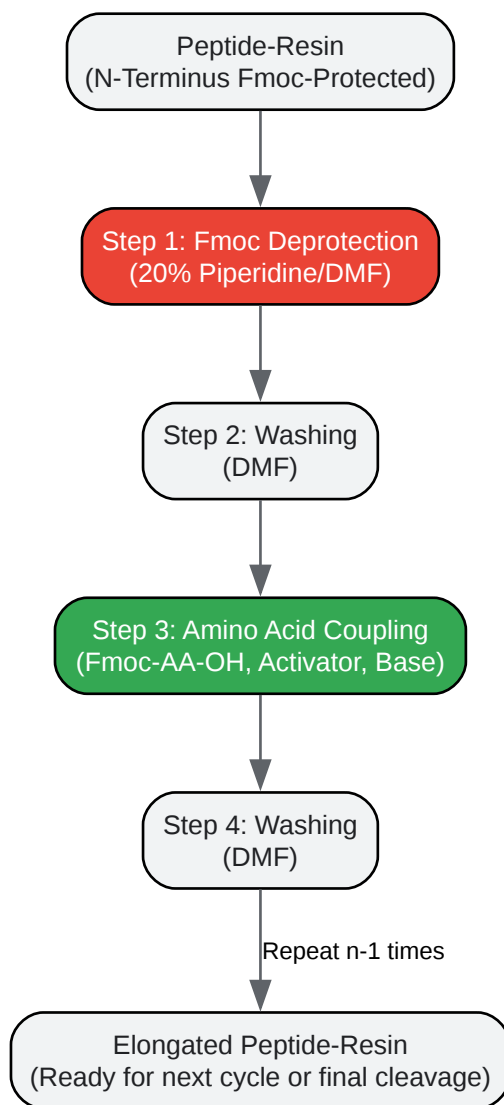 Peptide-Resin
(N-Terminus Fmoc-Protected)
Step 1: Fmoc Deprotection
(20% Piperidine/DMF)
Step 2: Washing
(DMF)
Step 3: Amino Acid Coupling
(Fmoc-AA-OH, Activator, Base)
Step 4: Washing
(DMF)
Repeat n-1 times
Elongated Peptide-Resin
(Ready for next cycle or final cleavage)